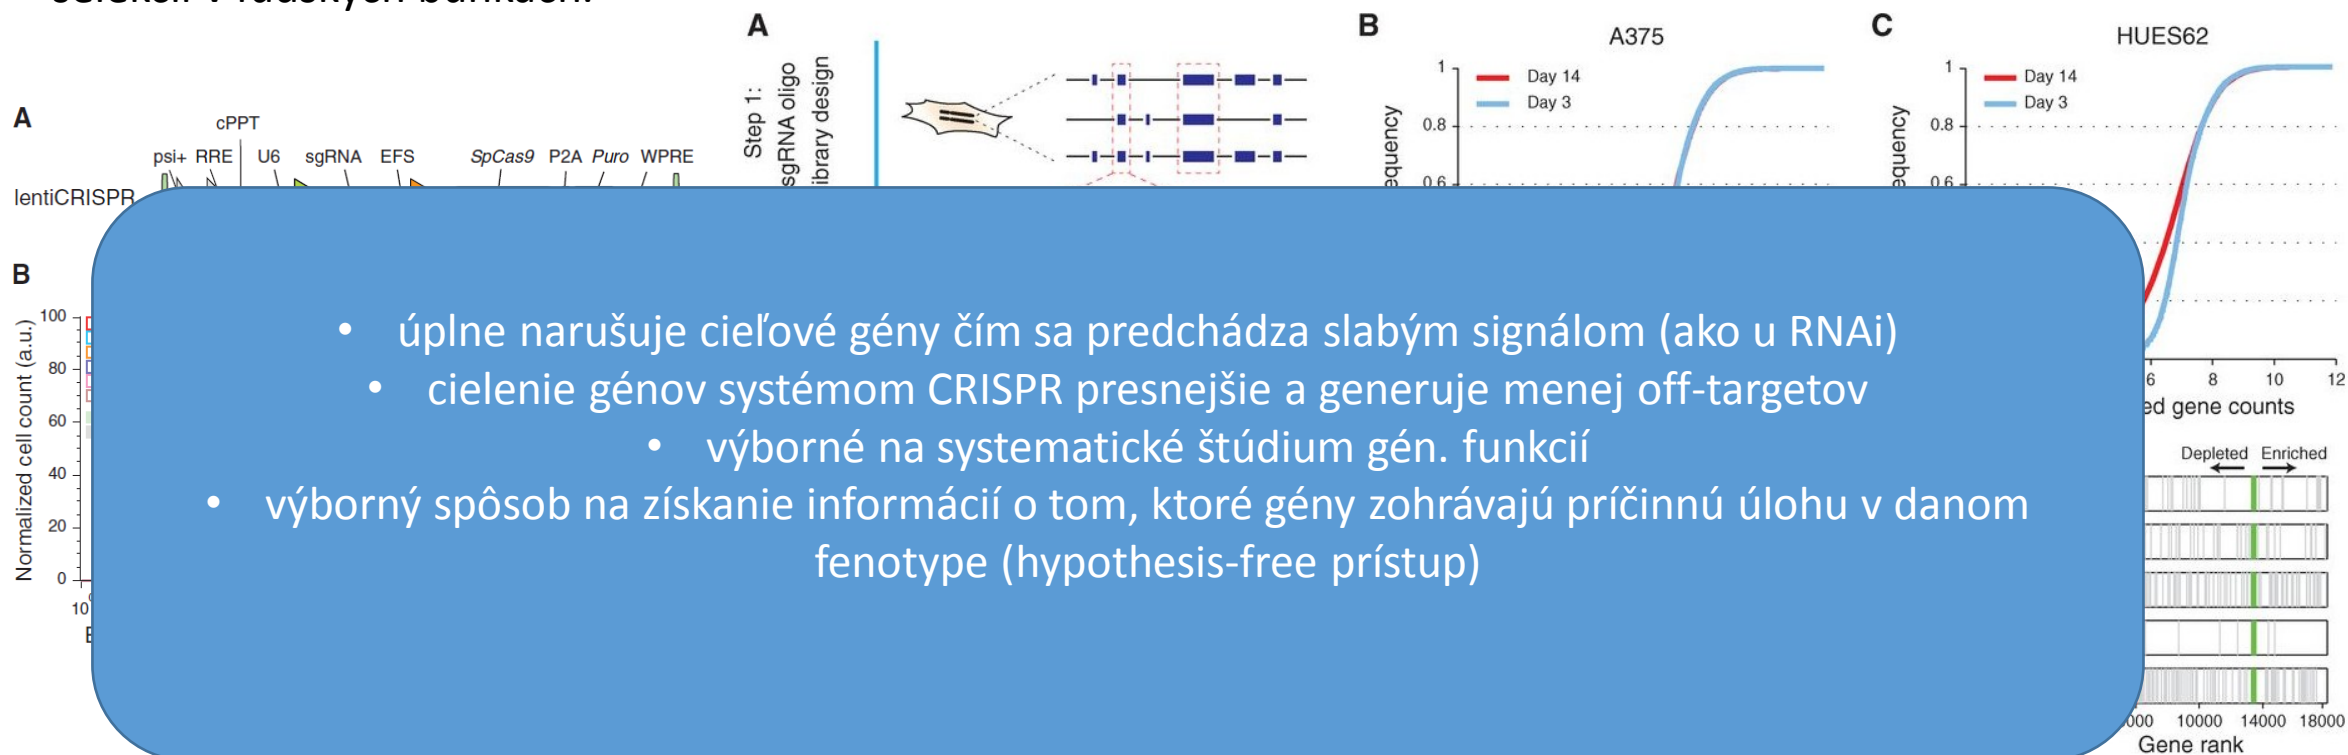 A
cPPT
psi+ RRE U6 sgRNA EFS SpCas9 P2A Puro WPRE
lentiCRISPR
B
Normalized cell count (a.u.)
100
80
60
40
20
0
A
Step 1:
sgRNA oligo
library design
B
A375
1
0.8
0.6
Day 14
Day 3
C
HUES62
1
0.8
0.6
Day 14
Day 3
6 8 10 12
ed gene counts
Depleted Enriched
10000 14000 18000
Gene rank
• úplne narušuje cieľové gény čím sa predchádza slabým signálom (ako u RNAi)
• cielenie génov systémom CRISPR presnejšie a generuje menej off-targetov
• výborné na systematické štúdium gén. funkcií
• výborný spôsob na získanie informácií o tom, ktoré gény zohrávajú príčinnú úlohu v danom
fenotype (hypothesis-free prístup)